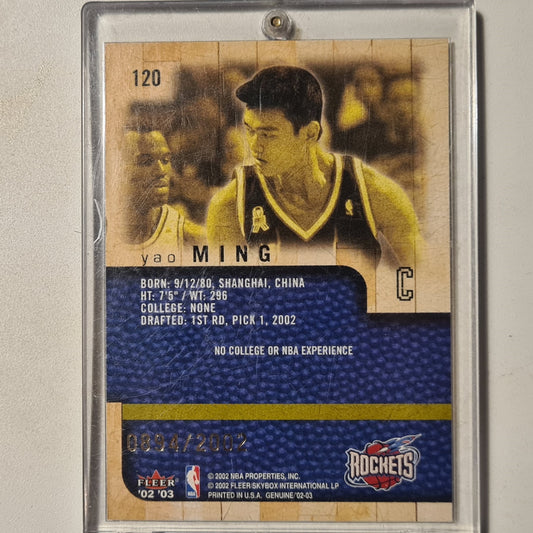 120
yao MING
C
BORN: 9/12/80, SHANGHAI, CHINA
HT: 7'5" / WT: 296
COLLEGE: NONE
DRAFTED: 1ST RD, PICK 1, 2002
NO COLLEGE OR NBA EXPERIENCE
0894/2002
FLEER
'02 '03
NBA
© 2002 NBA PROPERTIES, INC.
© 2002 FLEER/SKYBOX INTERNATIONAL LP
PRINTED IN U.S.A. GENUINE '02-03
ROCKETS